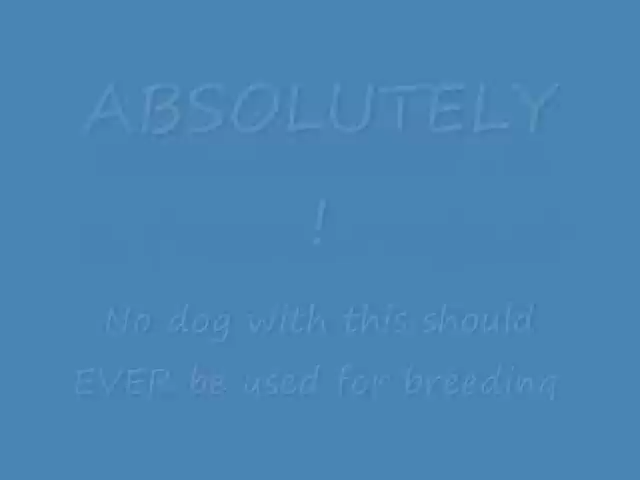 ABSOLUTELY
!
No dog with this should
EVER be used for breeding